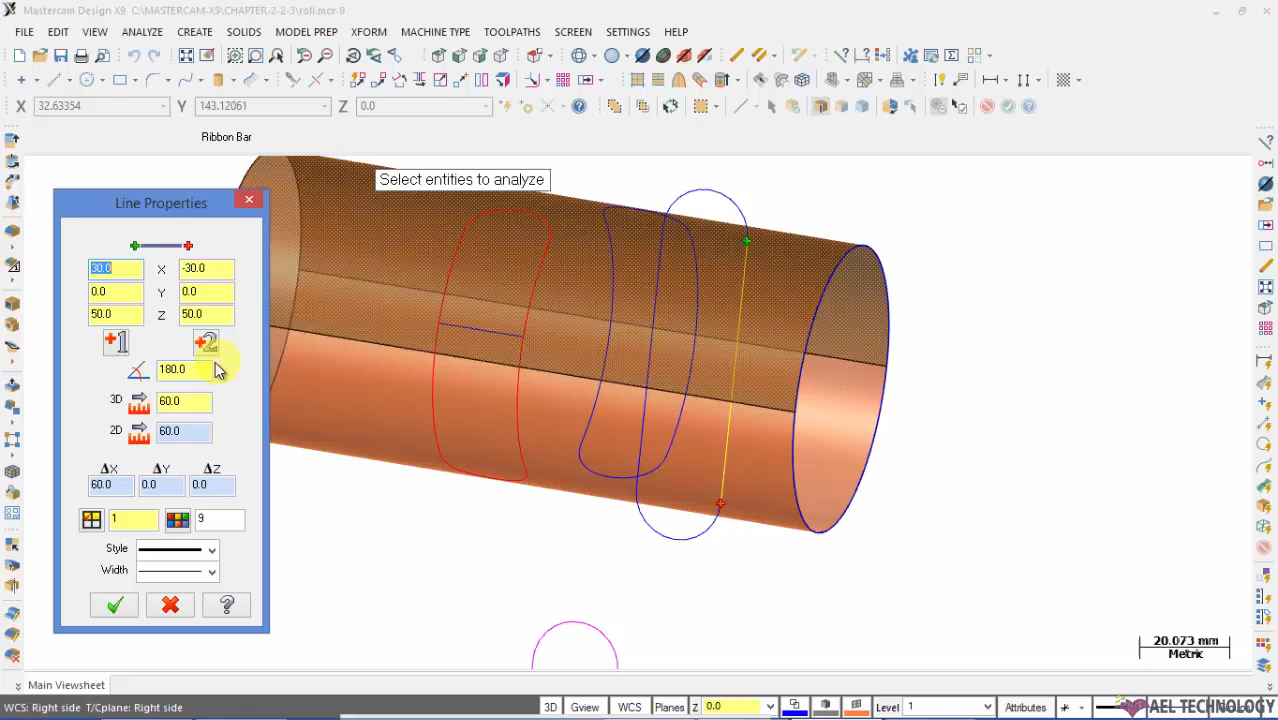 Mastercam Design X9 C:\MASTERCAM-X9\CHAPTER-2-2-3\roll.mcx-9
FILE EDIT VIEW ANALYZE CREATE SOLIDS MODEL PREP XFORM MACHINE TYPE TOOLPATHS SCREEN SETTINGS HELP
X 32.63354 Y 143.12061 Z 0.0
Ribbon Bar
Select entities to analyze
Line Properties
30.0 X -30.0
0.0 Y 0.0
50.0 Z 50.0
1 2
180.0
3D 60.0
2D 60.0
ΔX ΔY ΔZ
60.0 0.0 0.0
1 9
Style
Width
20.073 mm
Metric
Main Viewsheet
WCS: Right side T/Cplane: Right side 3D Gview WCS Planes Z 0.0 Level 1 Attributes
AEL TECHNOLOGY